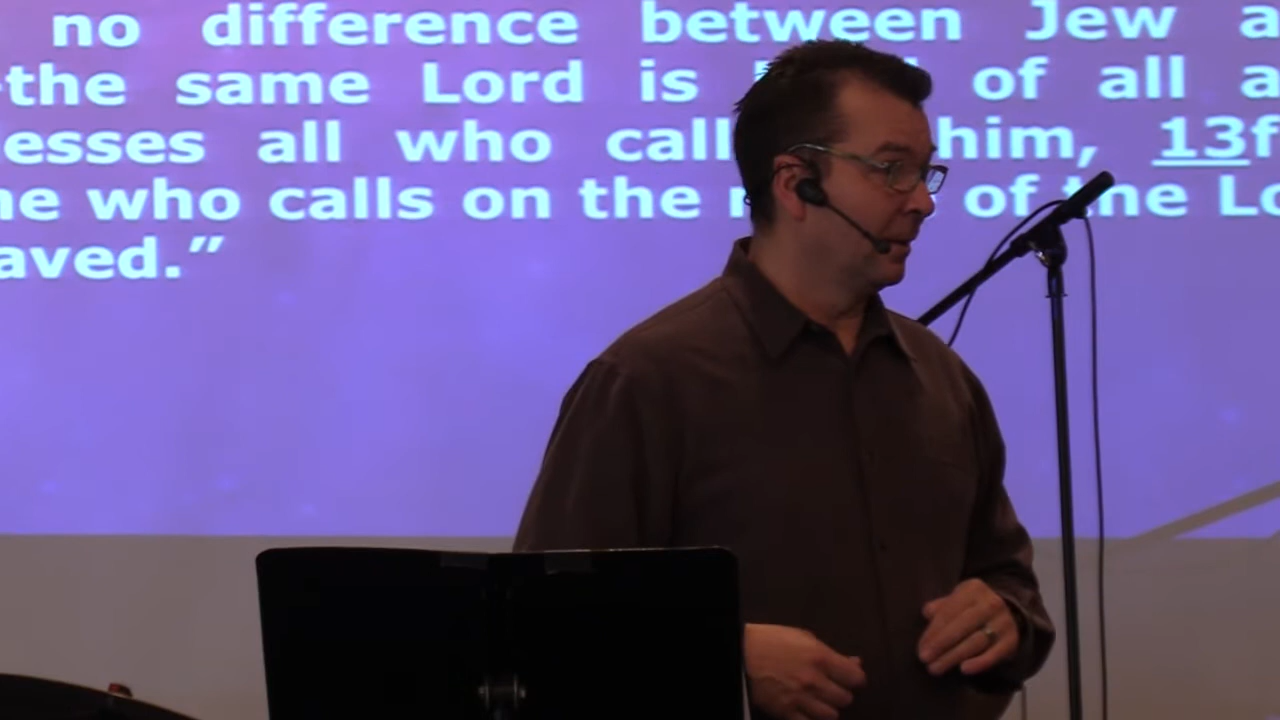 no difference between Jew a
-the same Lord is of all a
esses all who call him, 13f
ne who calls on the of the Lo
aved.”